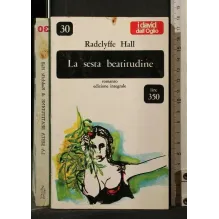 30
i david
dall'Oglio
Radclyffe Hall
La sesta beatitudine
romanzo
edizione integrale
lire
350